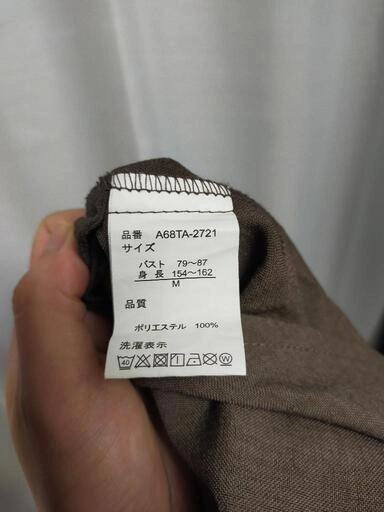 品番 A68TA-2721
サイズ
バスト 79~87
身長 154~162
M
品質
ポリエステル 100%
洗濯表示
40 W